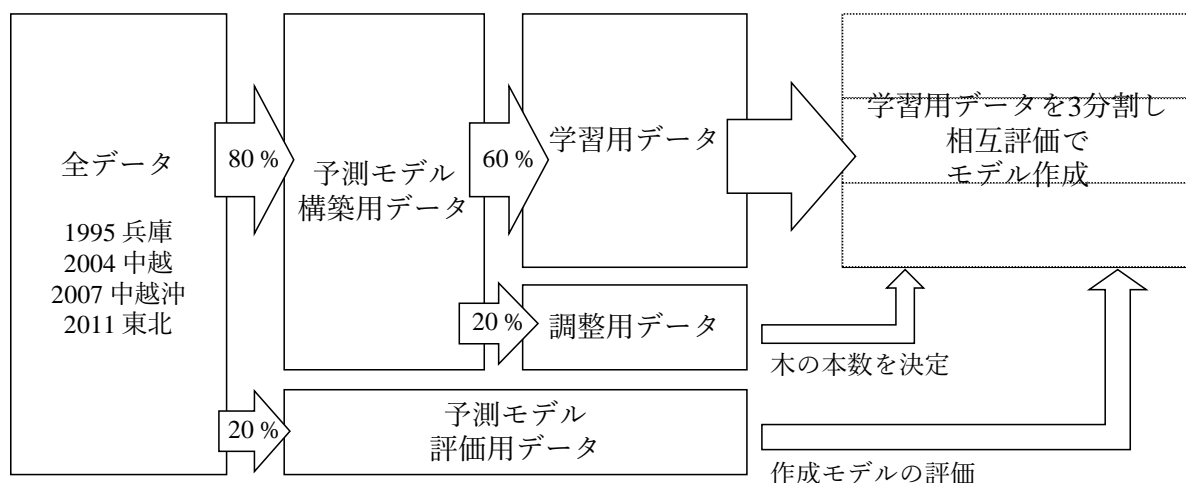 全データ
1995 兵庫
2004 中越
2007 中越沖
2011 東北
80 %
予測モデル
構築用データ
60 %
学習用データ
学習用データを3分割し
相互評価で
モデル作成
20 %
調整用データ
木の本数を決定
20 %
予測モデル
評価用データ
作成モデルの評価